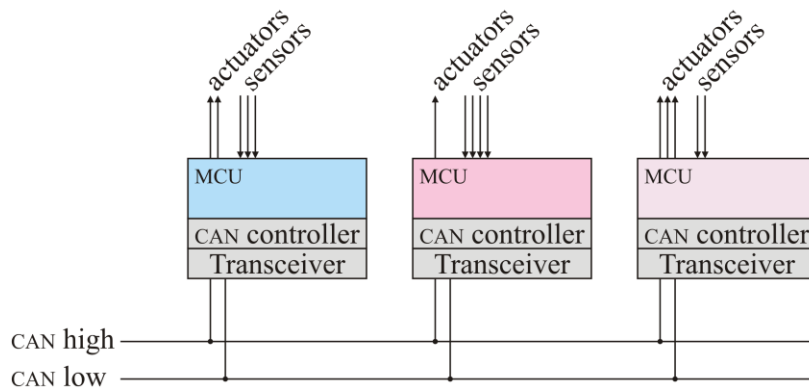 actuators
sensors
actuators
sensors
actuators
sensors
MCU
MCU
MCU
CAN controller
CAN controller
CAN controller
Transceiver
Transceiver
Transceiver
CAN high
CAN low